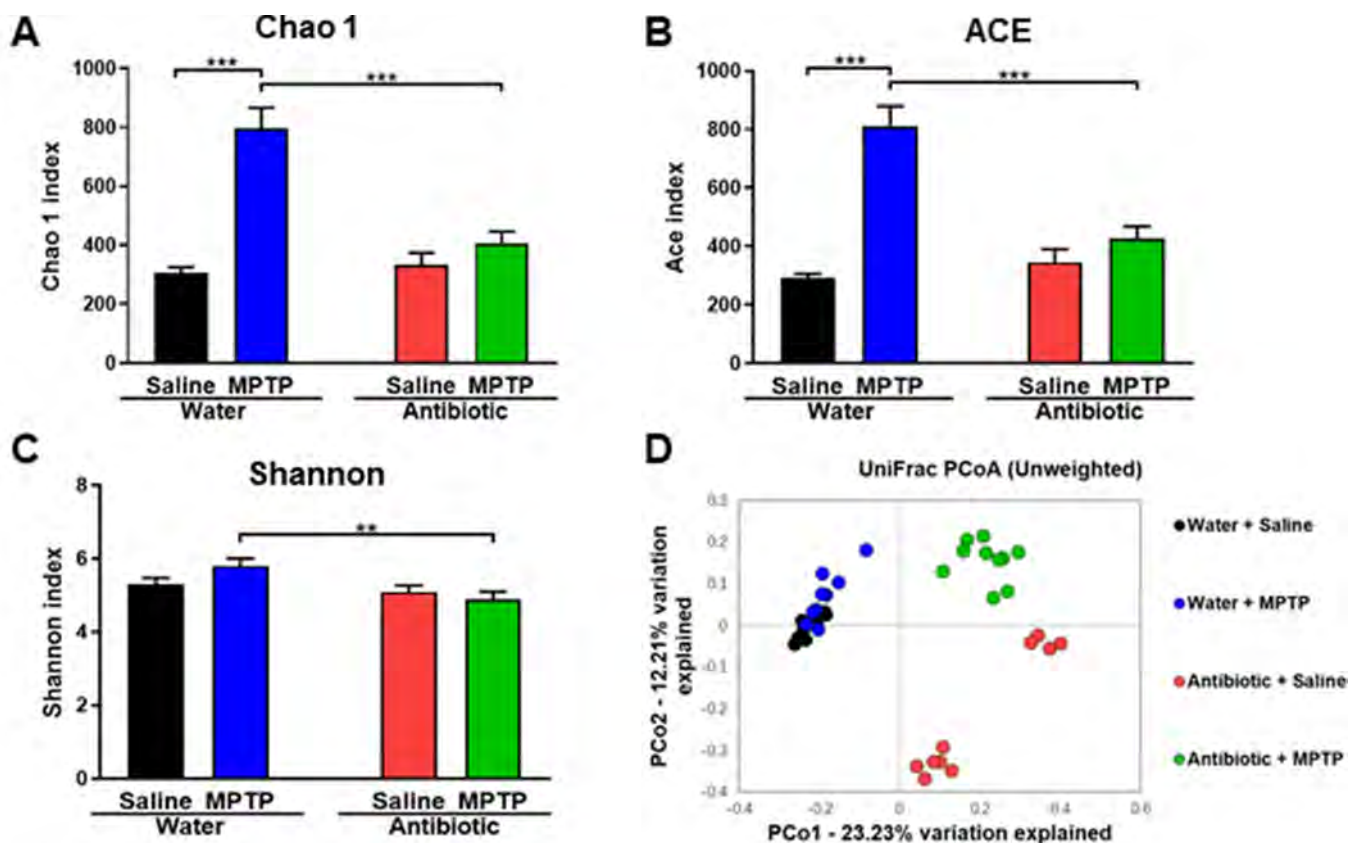 A
Chao 1
Chao 1 index
1000
800
600
400
200
0
***
***
Saline MPTP
Saline MPTP
Water
Antibiotic
B
ACE
Ace index
1000
800
600
400
200
0
***
***
Saline MPTP
Saline MPTP
Water
Antibiotic
C
Shannon
Shannon index
8
6
4
2
0
**
Saline MPTP
Saline MPTP
Water
Antibiotic
D
UniFrac PCoA (Unweighted)
PCo2 - 12.21% variation
explained
0.3
0.2
0.1
0
-0.1
-0.2
-0.3
-0.4
-0.4
-0.2
0
0.2
0.4
0.6
PCo1 - 23.23% variation explained
Water + Saline
Water + MPTP
Antibiotic + Saline
Antibiotic + MPTP